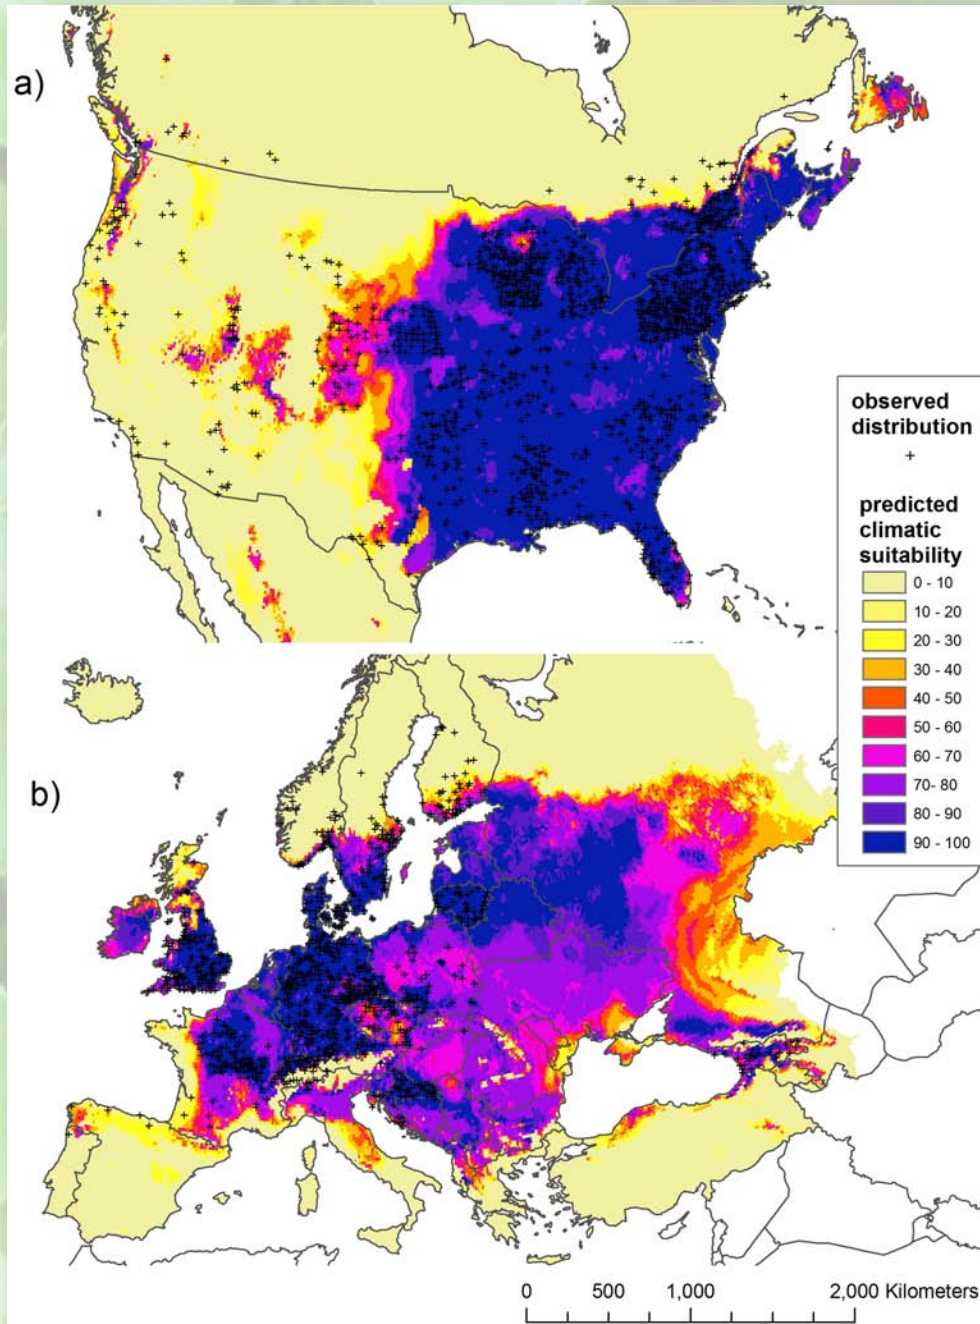 a)
observed
distribution
+
predicted
climatic
suitability
0 - 10
10 - 20
20 - 30
30 - 40
40 - 50
50 - 60
60 - 70
70- 80
80 - 90
90 - 100
b)
0 500 1,000 2,000 Kilometers